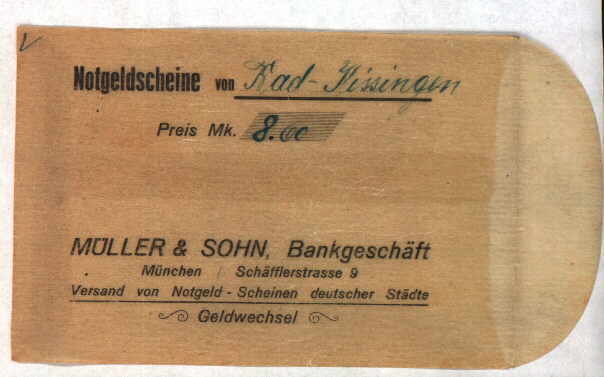 Notgeldscheine von Bad-Kissingen
Preis Mk. 8.00
MÜLLER & SOHN, Bankgeschäft
München / Schäfflerstrasse 9
Versand von Notgeld-Scheinen deutscher Städte
Geldwechsel